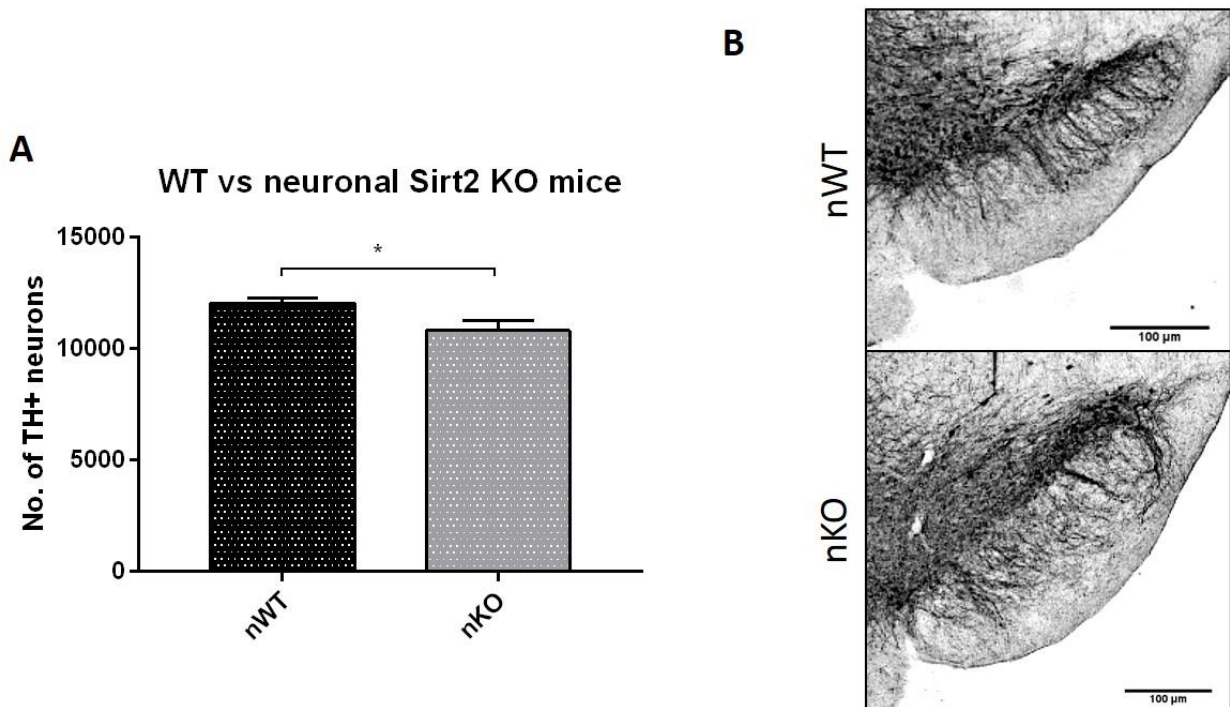 A
WT vs neuronal Sirt2 KO mice
No. of TH+ neurons
15000
10000
5000
0
*
nWT
nKO
B
nWT
100 µm
nKO
100 µm